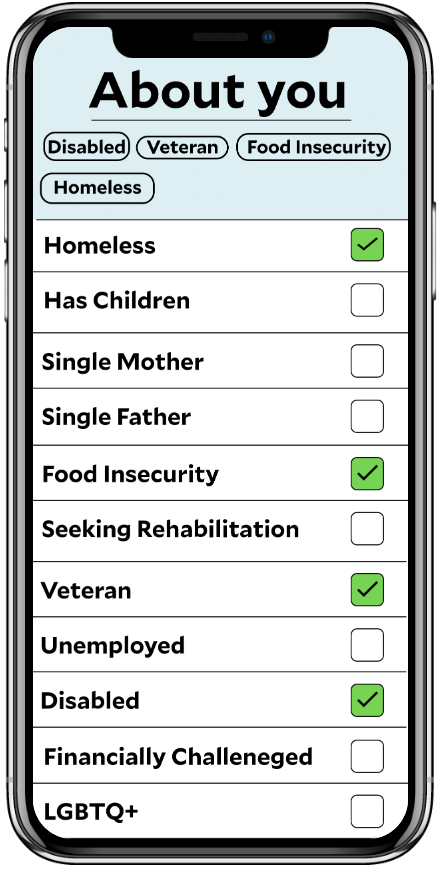 About you
Disabled Veteran Food Insecurity
Homeless
Homeless
Has Children
Single Mother
Single Father
Food Insecurity
Seeking Rehabilitation
Veteran
Unemployed
Disabled
Financially Challeneged
LGBTQ+